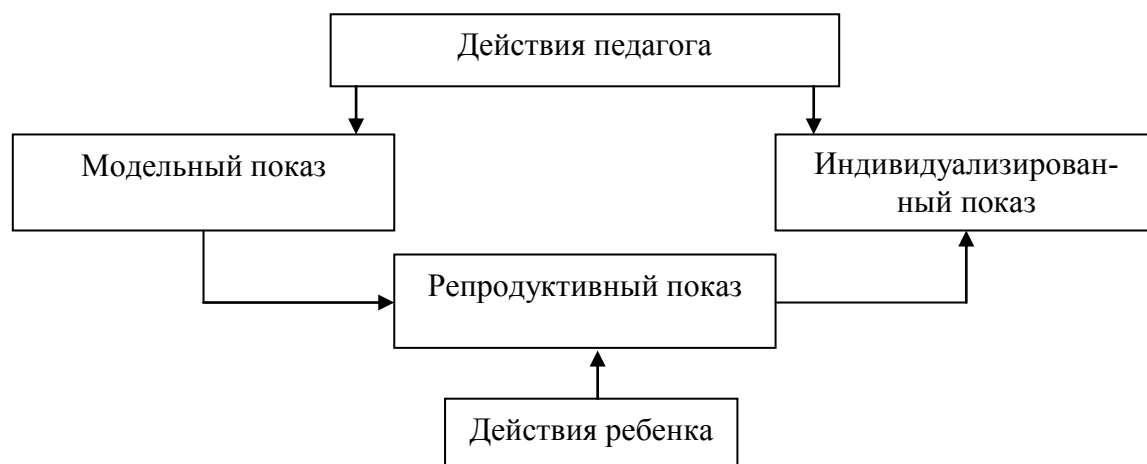 Действия педагога
Модельный показ
Индивидуализирован-
ный показ
Репродуктивный показ
Действия ребенка